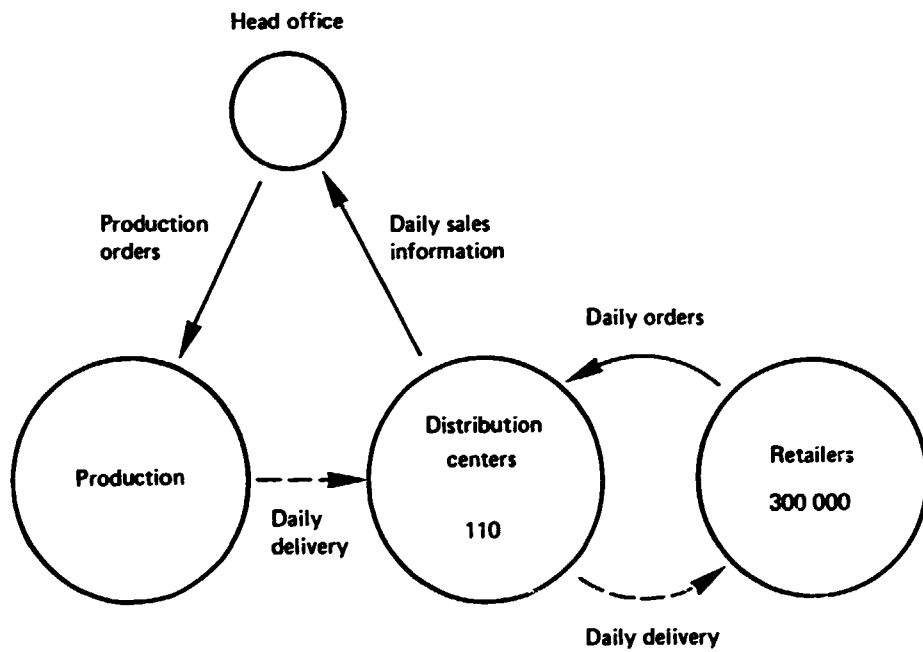 Head office
Production
orders
Daily sales
information
Daily orders
Production
Daily
delivery
Distribution
centers
110
Retailers
300 000
Daily delivery